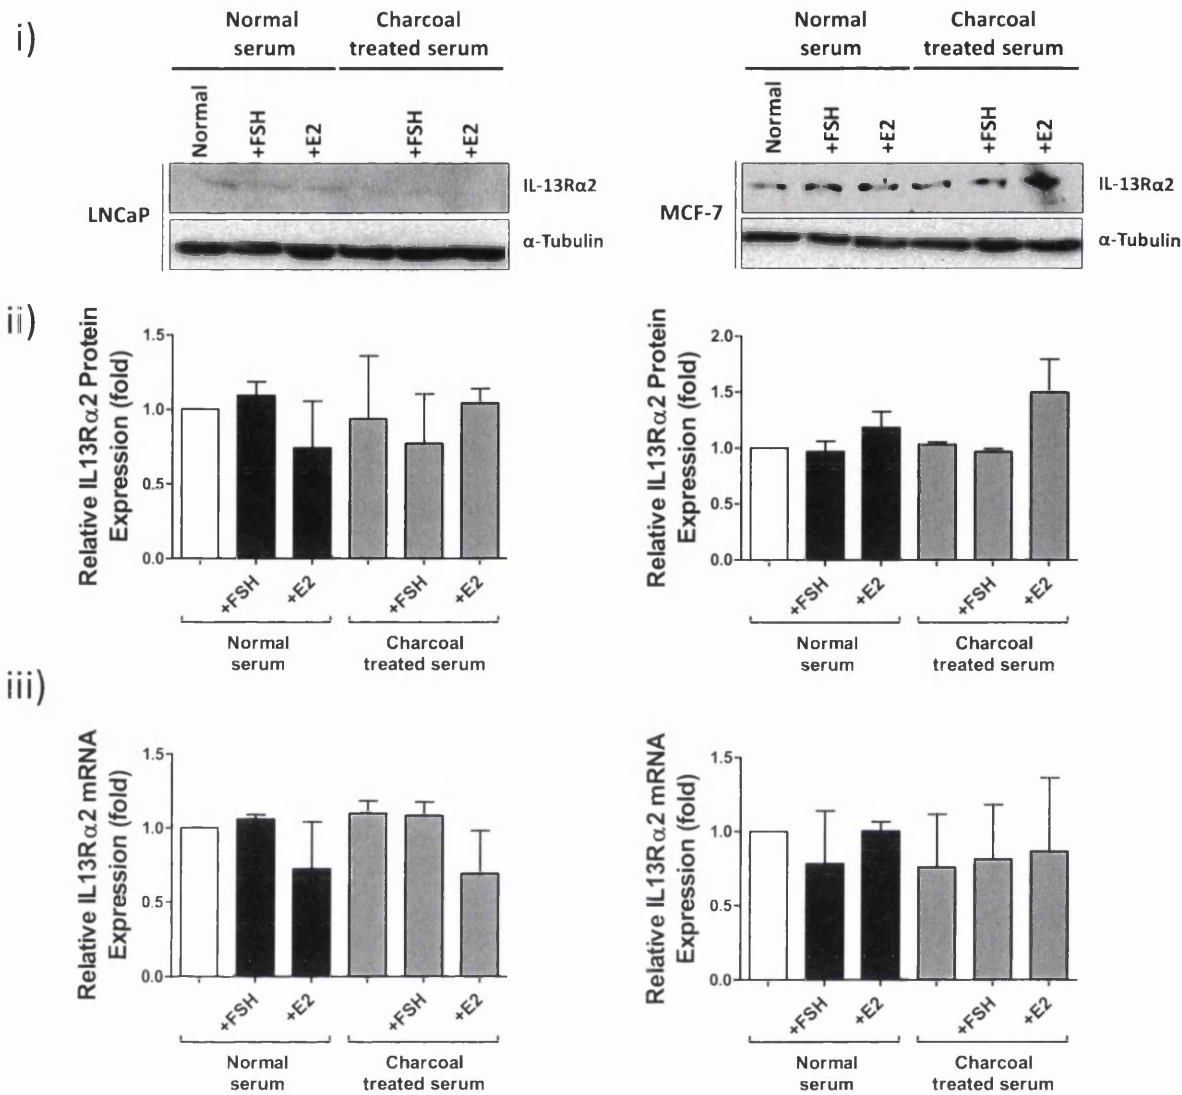 i)
Normal serum
Charcoal treated serum
Normal
+FSH
+E2
+FSH
+E2
LNCaP
IL-13Rα2
α-Tubulin
Normal serum
Charcoal treated serum
Normal
+FSH
+E2
+FSH
+E2
MCF-7
IL-13Rα2
α-Tubulin
ii)
Relative IL13Rα2 Protein
Expression (fold)
1.5
1.0
0.5
0.0
-
+FSH
+E2
-
+FSH
+E2
Normal serum
Charcoal treated serum
Relative IL13Rα2 Protein
Expression (fold)
2.0
1.5
1.0
0.5
0.0
-
+FSH
+E2
-
+FSH
+E2
Normal serum
Charcoal treated serum
iii)
Relative IL13Rα2 mRNA
Expression (fold)
1.5
1.0
0.5
0.0
-
+FSH
+E2
-
+FSH
+E2
Normal serum
Charcoal treated serum
Relative IL13Rα2 mRNA
Expression (fold)
1.5
1.0
0.5
0.0
-
+FSH
+E2
-
+FSH
+E2
Normal serum
Charcoal treated serum